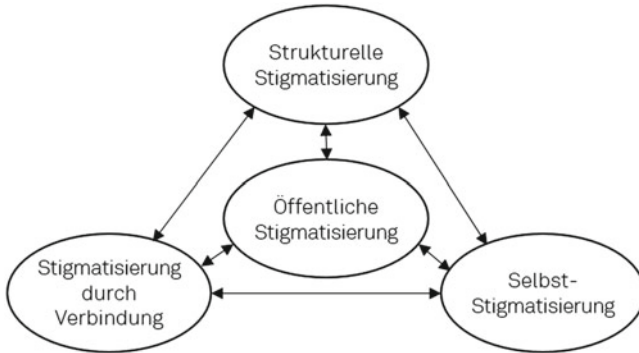 Strukturelle
Stigmatisierung
Öffentliche
Stigmatisierung
Stigmatisierung
durch
Verbindung
Selbst-
Stigmatisierung